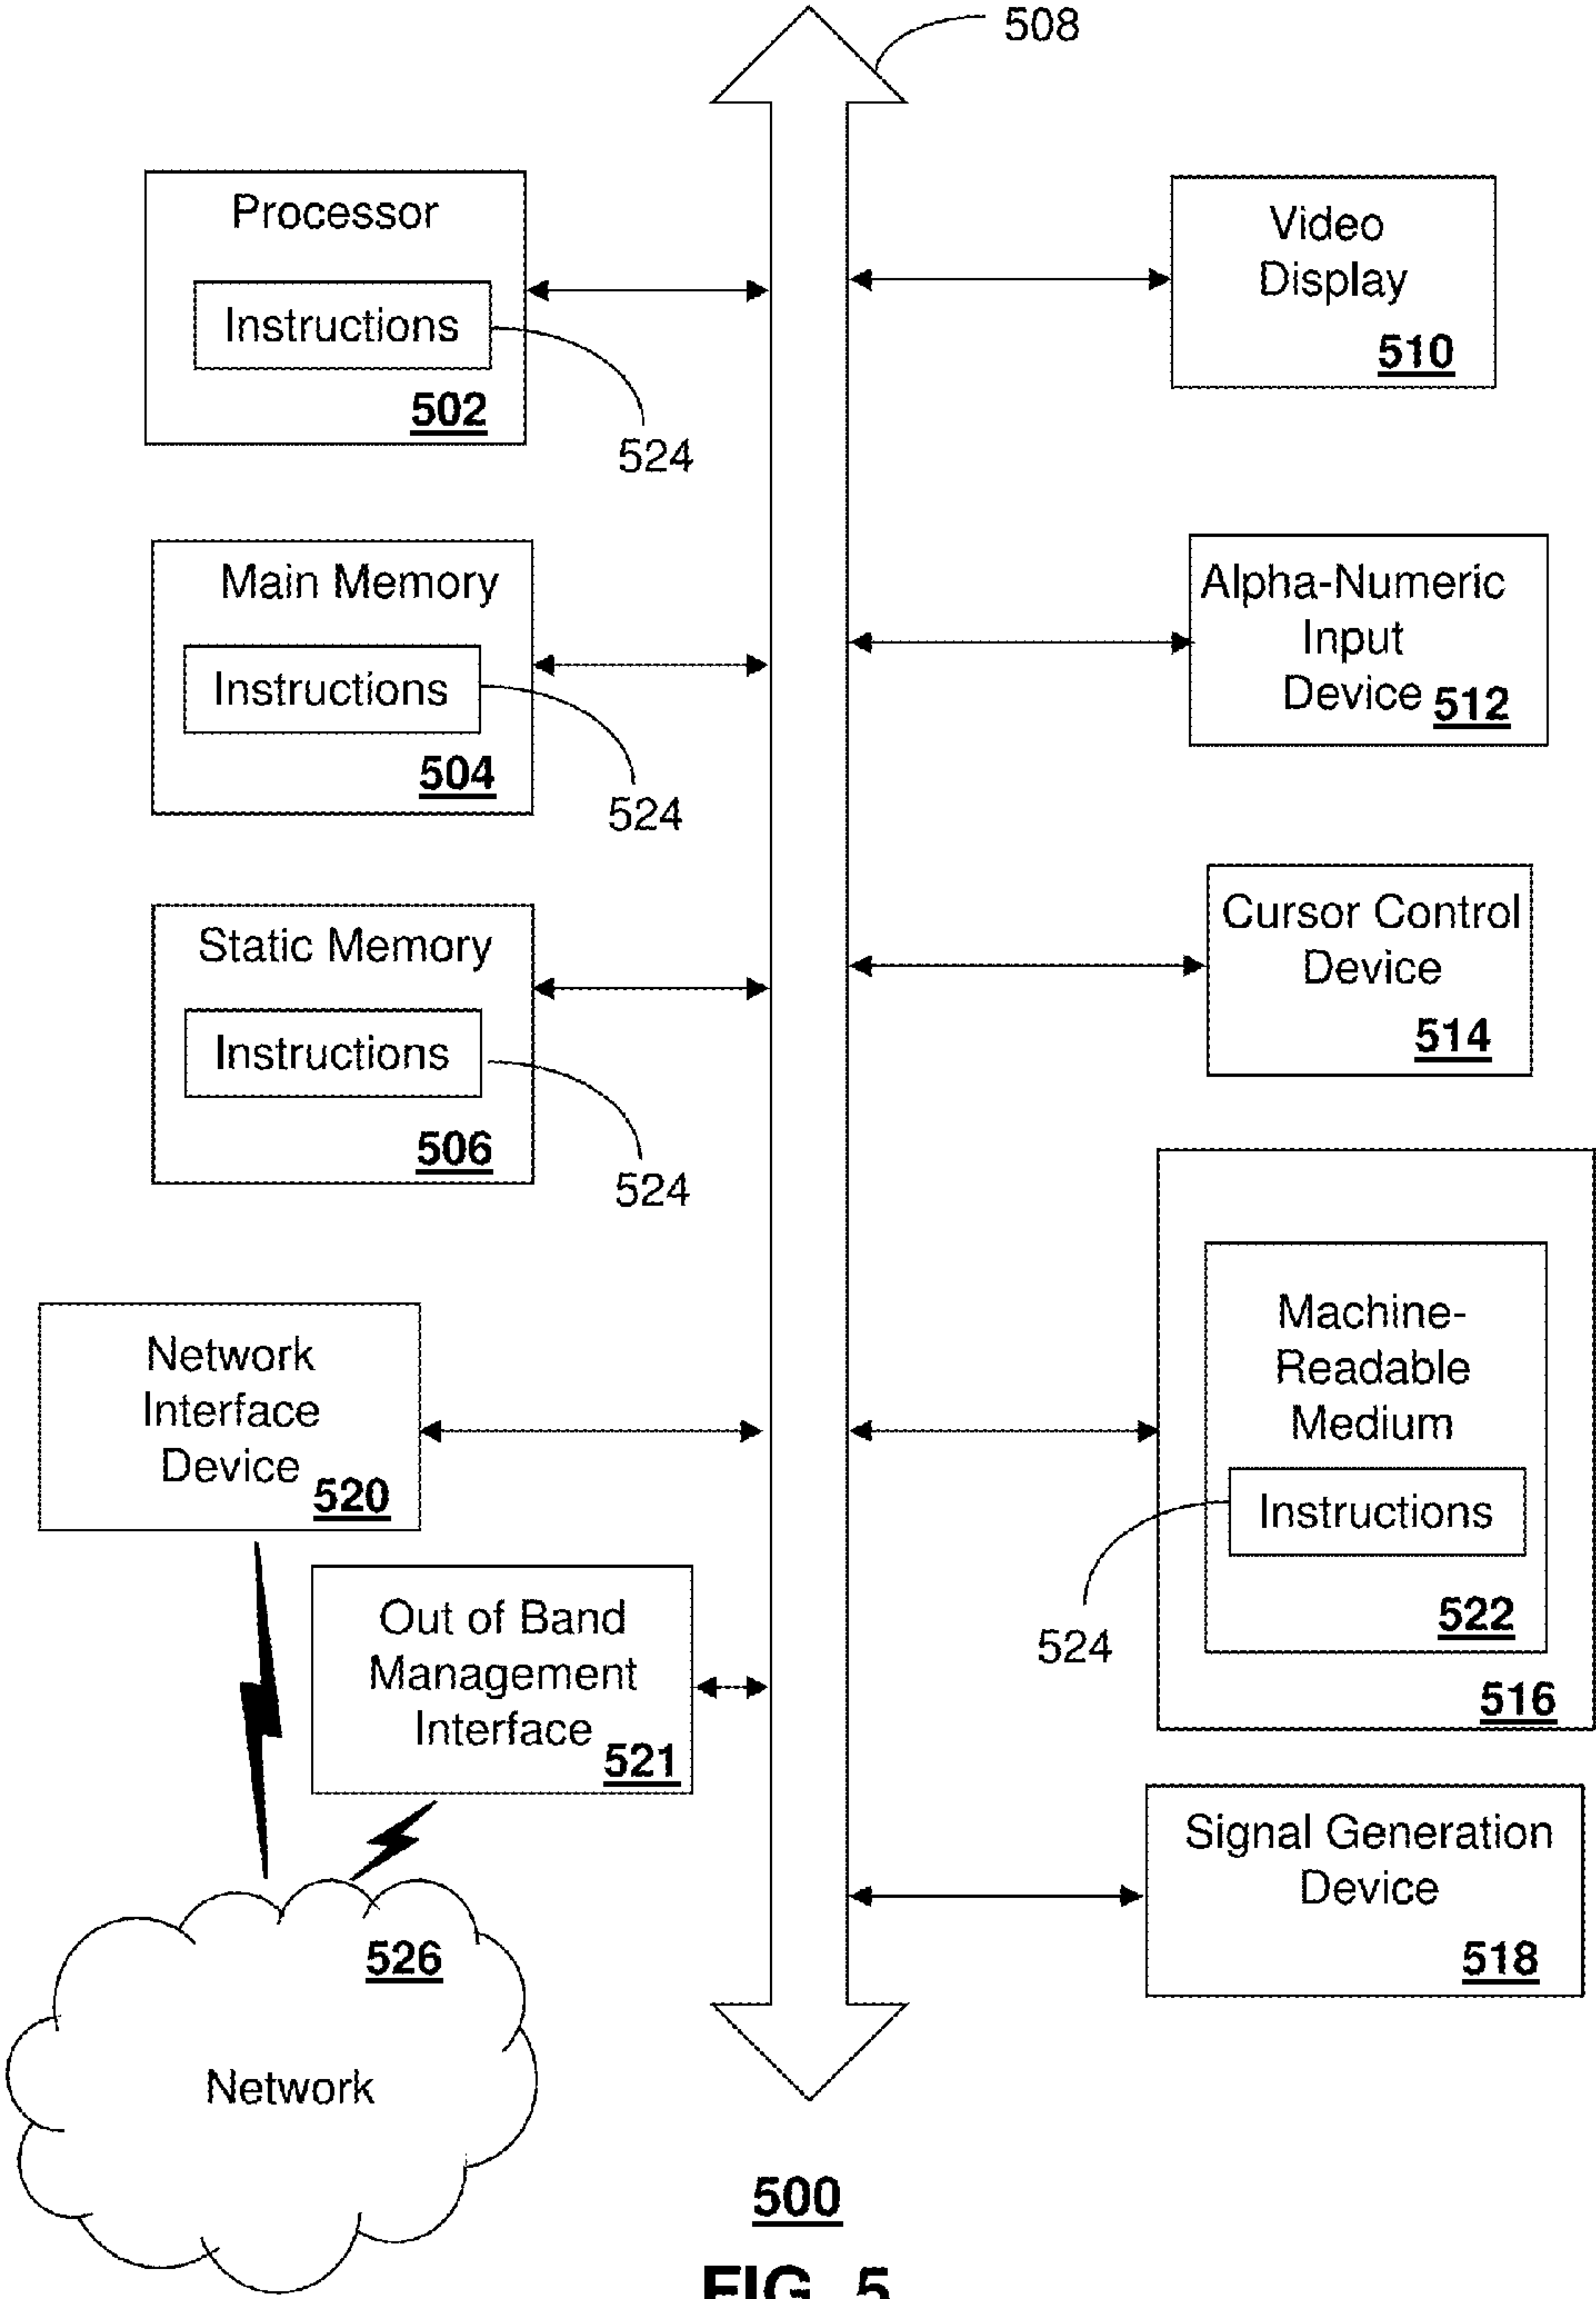 508
Processor
Instructions
502
524
Video
Display
510
Main Memory
Instructions
504
524
Alpha-Numeric
Input
Device 512
Static Memory
Instructions
506
524
Cursor Control
Device
514
Network
Interface
Device
520
Machine-
Readable
Medium
Instructions
522
524
516
Out of Band
Management
Interface
521
Signal Generation
Device
518
526
Network
500
FIG. 5